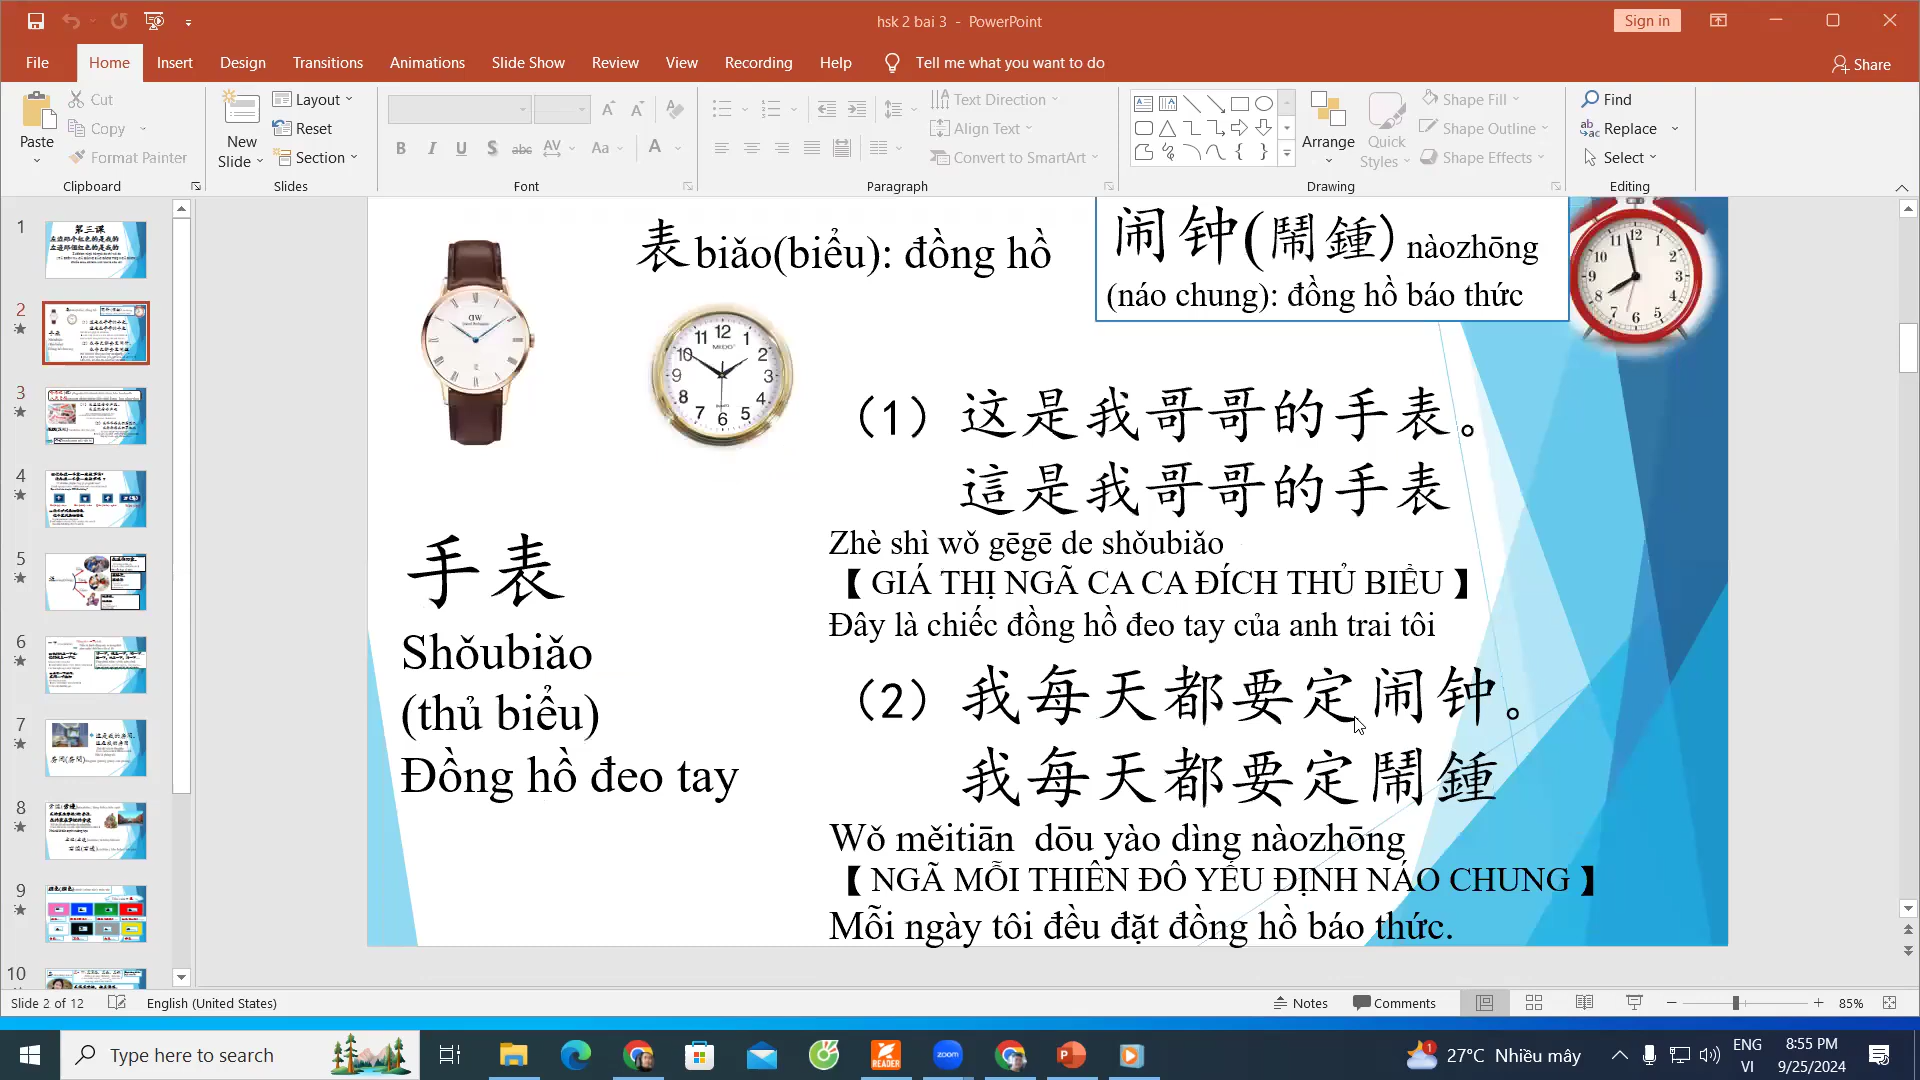 hsk 2 bai 3 - PowerPoint
Sign in
File Home Insert Design Transitions Animations Slide Show Review View Recording Help Tell me what you want to do
Share
Paste
Cut
Copy
Format Painter
Clipboard
New Slide
Layout
Reset
Section
Slides
Font
Text Direction
Align Text
Convert to SmartArt
Paragraph
Arrange
Quick Styles
Shape Fill
Shape Outline
Shape Effects
Drawing
Find
Replace
Select
Editing
1
2
3
4
5
6
7
8
9
10
表 biǎo(biểu): đồng hồ
闹钟(鬧鍾) nàozhōng
(náo chung): đồng hồ báo thức
手表
Shǒubiǎo
(thủ biểu)
Đồng hồ đeo tay
（1）这是我哥哥的手表。
這是我哥哥的手表
Zhè shì wǒ gēgē de shǒubiǎo
【 GIÁ THỊ NGÃ CA CA ĐÍCH THỦ BIỂU 】
Đây là chiếc đồng hồ đeo tay của anh trai tôi
（2）我每天都要定闹钟。
我每天都要定鬧鍾
Wǒ měitiān dōu yào dìng nàozhōng
【 NGÃ MỖI THIÊN ĐÔ YẾU ĐỊNH NÁO CHUNG 】
Mỗi ngày tôi đều đặt đồng hồ báo thức.
Slide 2 of 12
English (United States)
Notes
Comments
85%
Type here to search
27°C Nhiều mây
ENG
VI
8:55 PM
9/25/2024